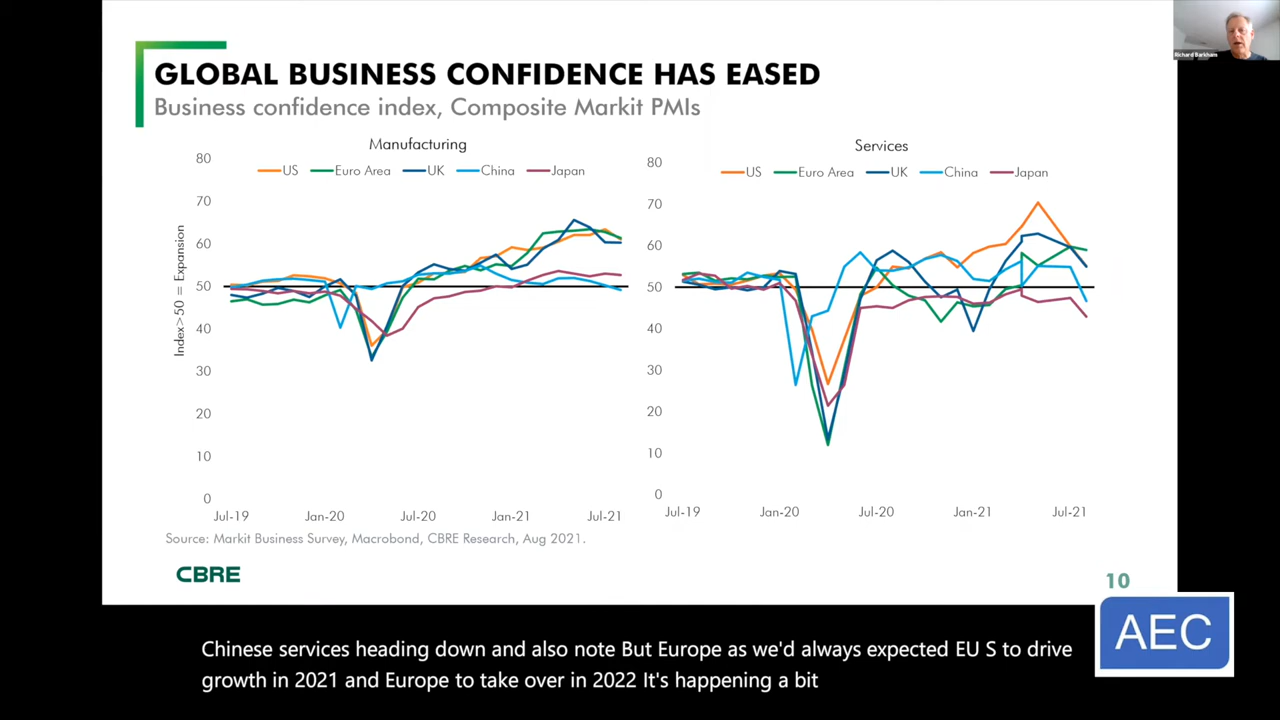 Richard Barkham
GLOBAL BUSINESS CONFIDENCE HAS EASED
Business confidence index, Composite Markit PMIs
Manufacturing
US Euro Area UK China Japan
Index>50 = Expansion
80
70
60
50
40
30
20
10
0
Jul-19 Jan-20 Jul-20 Jan-21 Jul-21
Services
US Euro Area UK China Japan
80
70
60
50
40
30
20
10
0
Jul-19 Jan-20 Jul-20 Jan-21 Jul-21
Source: Markit Business Survey, Macrobond, CBRE Research, Aug 2021.
CBRE
10
AEC
Chinese services heading down and also note But Europe as we'd always expected EU S to drive
growth in 2021 and Europe to take over in 2022 It's happening a bit